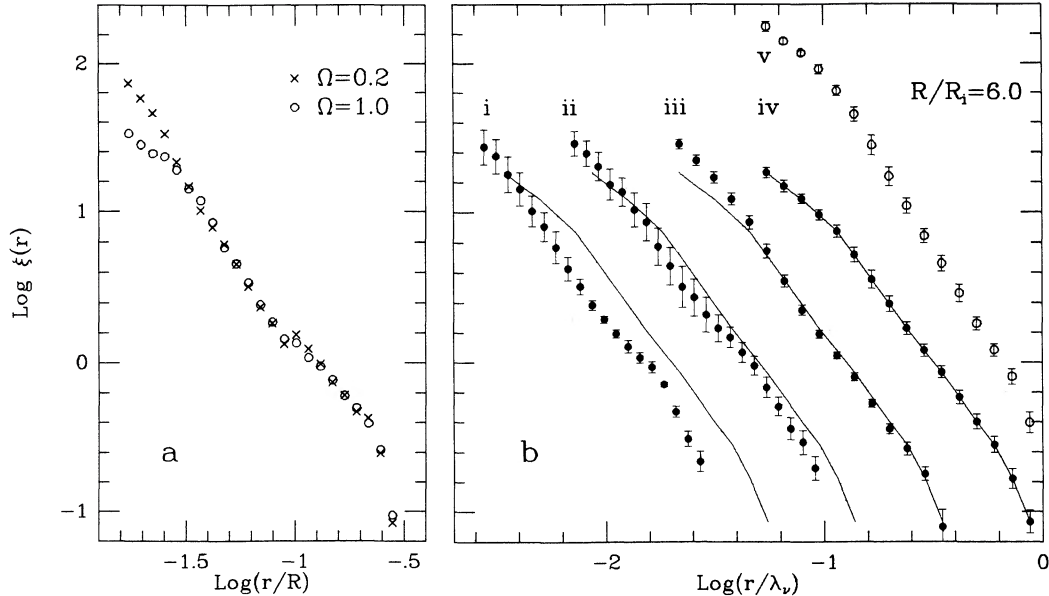 2
1
0
-1
Log ξ(r)
× Ω=0.2
○ Ω=1.0
a
-1.5
-1
-.5
Log(r/R)
i
ii
iii
iv
v
R/Rᵢ=6.0
b
-2
-1
0
Log(r/λᵥ)